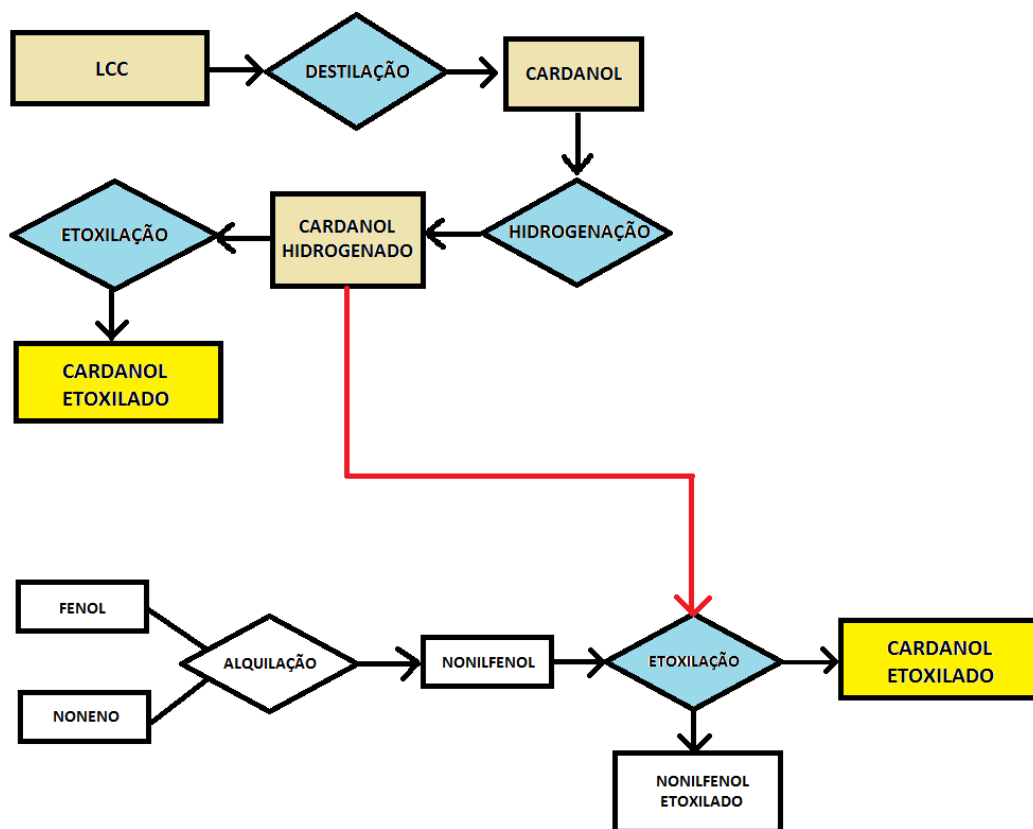 LCC
DESTILAÇÃO
CARDANOL
ETOXILAÇÃO
CARDANOL
HIDROGENADO
HIDROGENAÇÃO
CARDANOL
ETOXILADO
FENOL
NONENO
ALQUILAÇÃO
NONILFENOL
ETOXILAÇÃO
CARDANOL
ETOXILADO
NONILFENOL
ETOXILADO